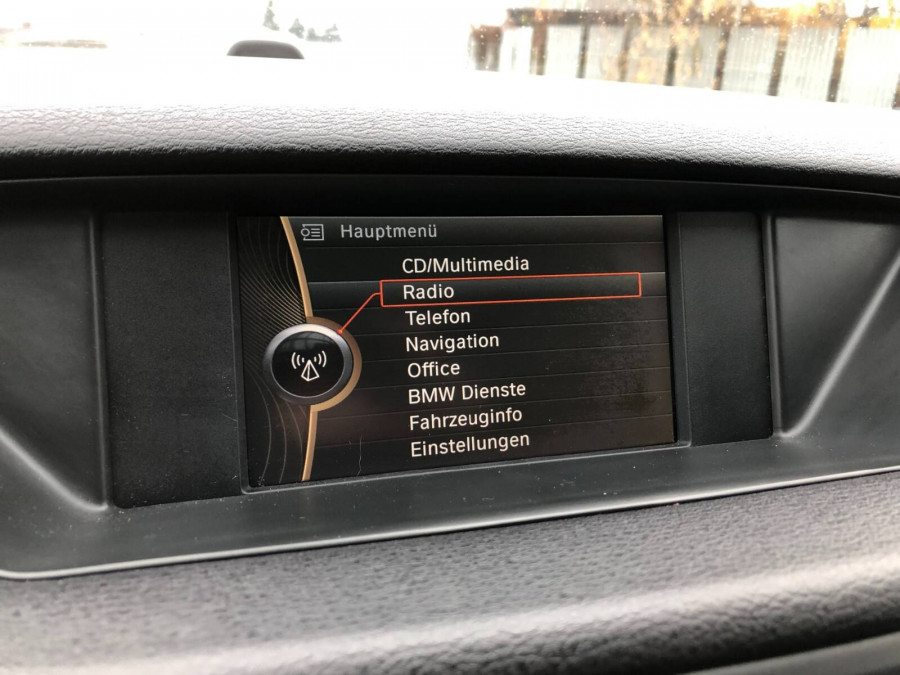 Hauptmenü
CD/Multimedia
Radio
Telefon
Navigation
Office
BMW Dienste
Fahrzeuginfo
Einstellungen